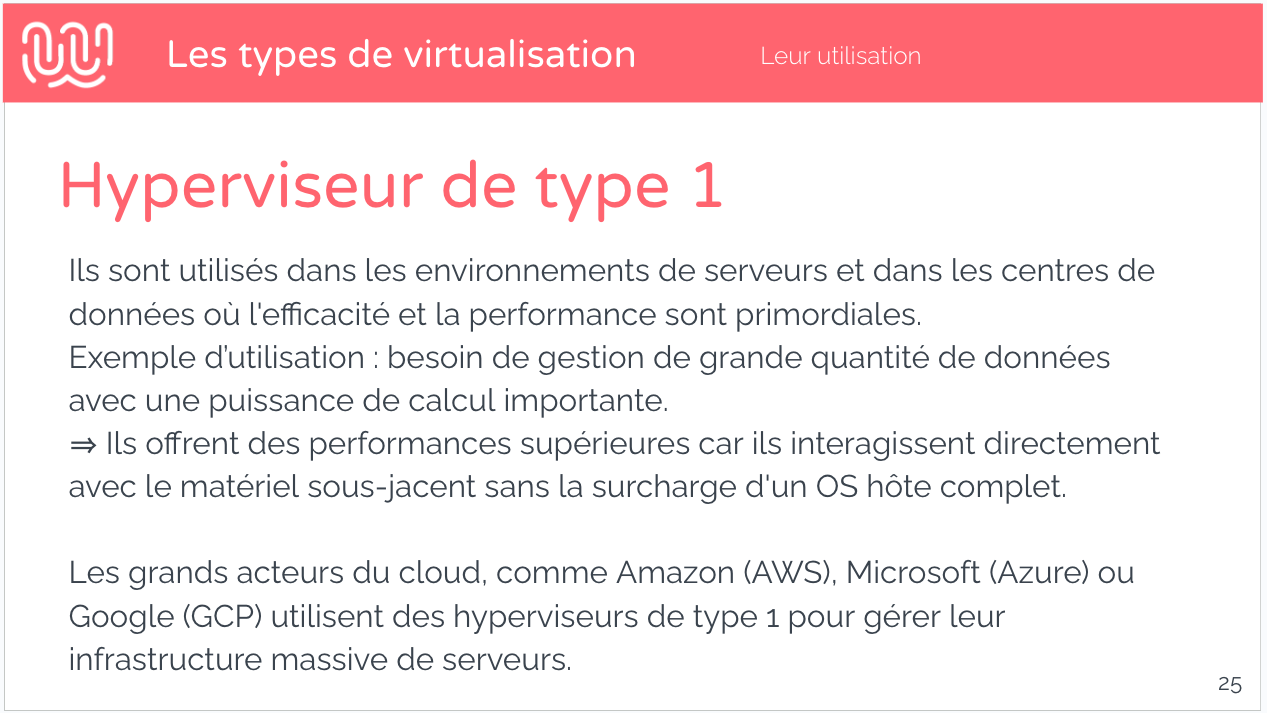 Les types de virtualisation
Leur utilisation
Hyperviseur de type 1
Ils sont utilisés dans les environnements de serveurs et dans les centres de
données où l'efficacité et la performance sont primordiales.
Exemple d’utilisation : besoin de gestion de grande quantité de données
avec une puissance de calcul importante.
⇒ Ils offrent des performances supérieures car ils interagissent directement
avec le matériel sous-jacent sans la surcharge d'un OS hôte complet.
Les grands acteurs du cloud, comme Amazon (AWS), Microsoft (Azure) ou
Google (GCP) utilisent des hyperviseurs de type 1 pour gérer leur
infrastructure massive de serveurs.
25